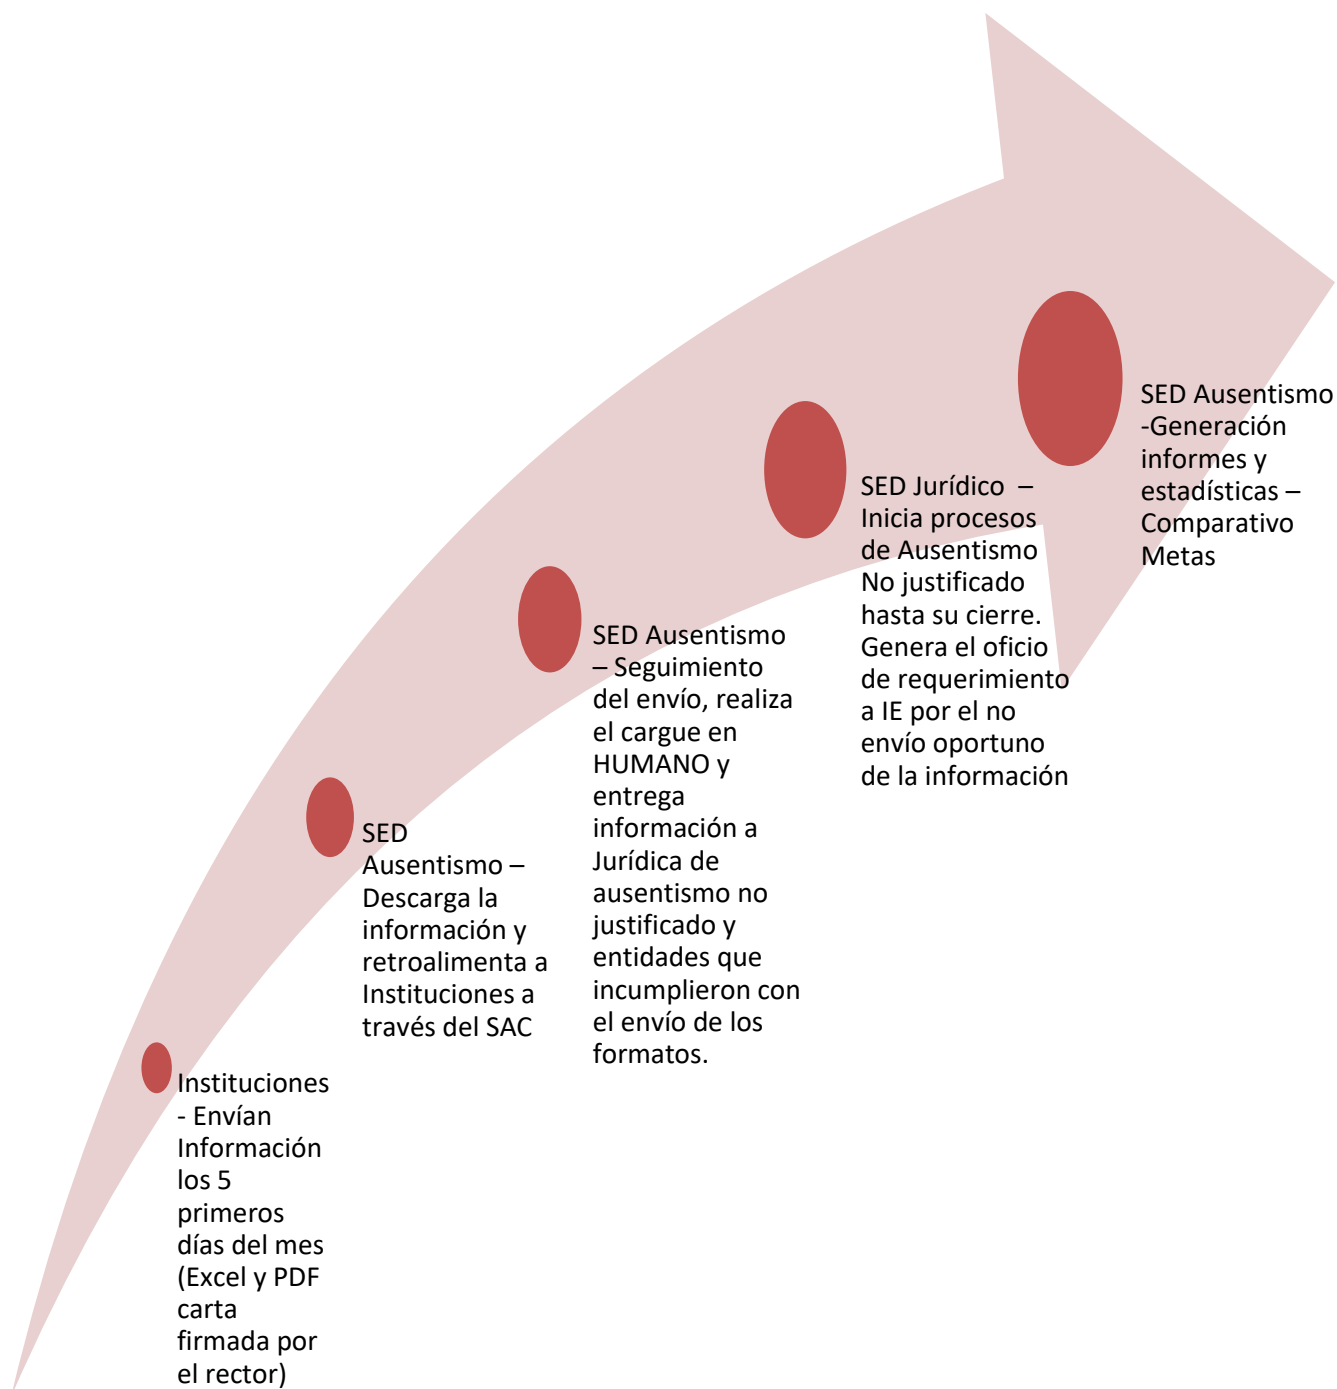 Instituciones
- Envían
Información
los 5
primeros
días del mes
(Excel y PDF
carta
firmada por
el rector)
SED
Ausentismo –
Descarga la
información y
retroalimenta a
Instituciones a
través del SAC
SED Ausentismo
– Seguimiento
del envío, realiza
el cargue en
HUMANO y
entrega
información a
Jurídica de
ausentismo no
justificado y
entidades que
incumplieron con
el envío de los
formatos.
SED Jurídico –
Inicia procesos
de Ausentismo
No justificado
hasta su cierre.
Genera el oficio
de requerimiento
a IE por el no
envío oportuno
de la información
SED Ausentismo
-Generación
informes y
estadísticas –
Comparativo
Metas